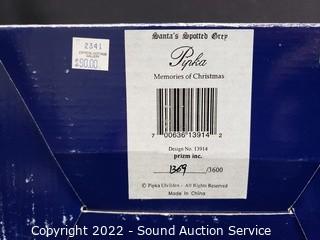 2341
$90.00
Santa's Spotted Grey
Pipka
Memories of Christmas
7 00636 13914 2
Design No. 13914
prizm inc.
1369 /3600
© Pipka Ulvilden - All Rights Reserved
Made in China
Copyright 2022 - Sound Auction Service